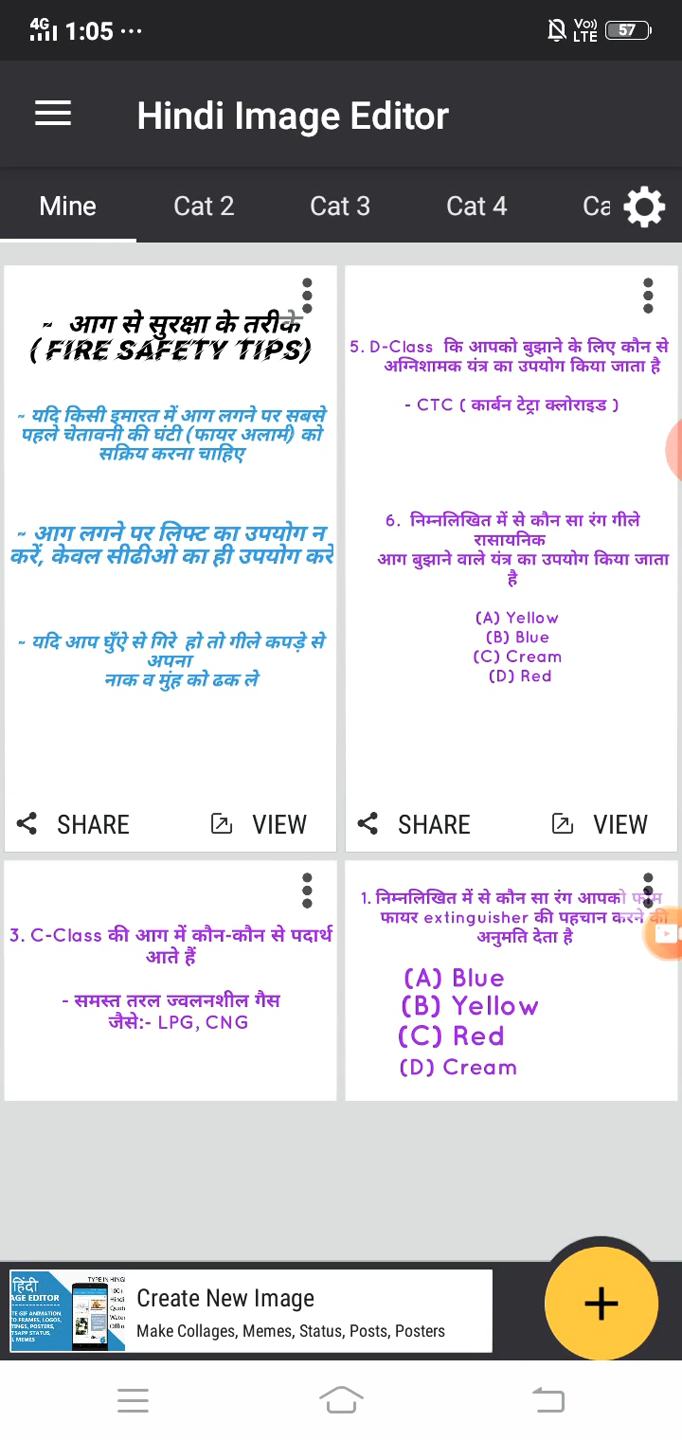 4G 1:05 ...
Vo)) LTE 57
Hindi Image Editor
Mine Cat 2 Cat 3 Cat 4 Ca
~ आग से सुरक्षा के तरीके
( FIRE SAFETY TIPS)
~ यदि किसी इमारत में आग लगने पर सबसे
पहले चेतावनी की घंटी (फायर अलार्म) को
सक्रिय करना चाहिए
~ आग लगने पर लिफ्ट का उपयोग न
करें, केवल सीढीओ का ही उपयोग करे
~ यदि आप घुँऐ से गिरे हो तो गीले कपड़े से
अपना
नाक व मुंह को ढक ले
SHARE VIEW
5. D-Class कि आपको बुझाने के लिए कौन से
अग्निशामक यंत्र का उपयोग किया जाता है
- CTC ( कार्बन टेट्रा क्लोराइड )
6. निम्नलिखित में से कौन सा रंग गीले
रासायनिक
आग बुझाने वाले यंत्र का उपयोग किया जाता
है
(A) Yellow
(B) Blue
(C) Cream
(D) Red
SHARE VIEW
3. C-Class की आग में कौन-कौन से पदार्थ
आते हैं
- समस्त तरल ज्वलनशील गैस
जैसे:- LPG, CNG
1. निम्नलिखित में से कौन सा रंग आपको
फायर extinguisher की पहचान करने की
अनुमति देता है
(A) Blue
(B) Yellow
(C) Red
(D) Cream
हिंदी
AGE EDITOR
Create New Image
Make Collages, Memes, Status, Posts, Posters
+